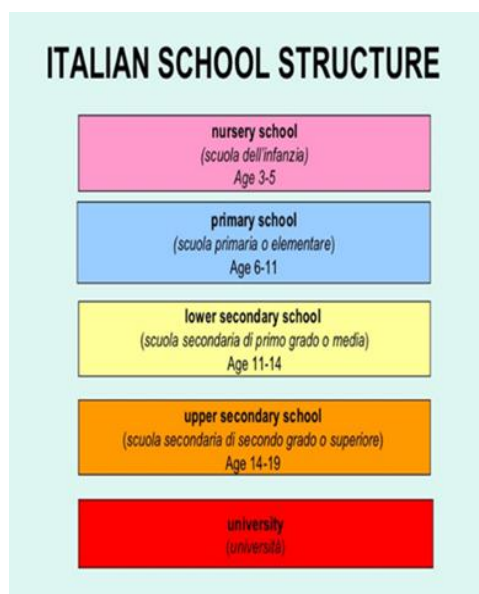 ITALIAN SCHOOL STRUCTURE
nursery school
(scuola dell'infanzia)
Age 3-5
primary school
(scuola primaria o elementare)
Age 6-11
lower secondary school
(scuola secondaria di primo grado o media)
Age 11-14
upper secondary school
(scuola secondaria di secondo grado o superiore)
Age 14-19
university
(università)